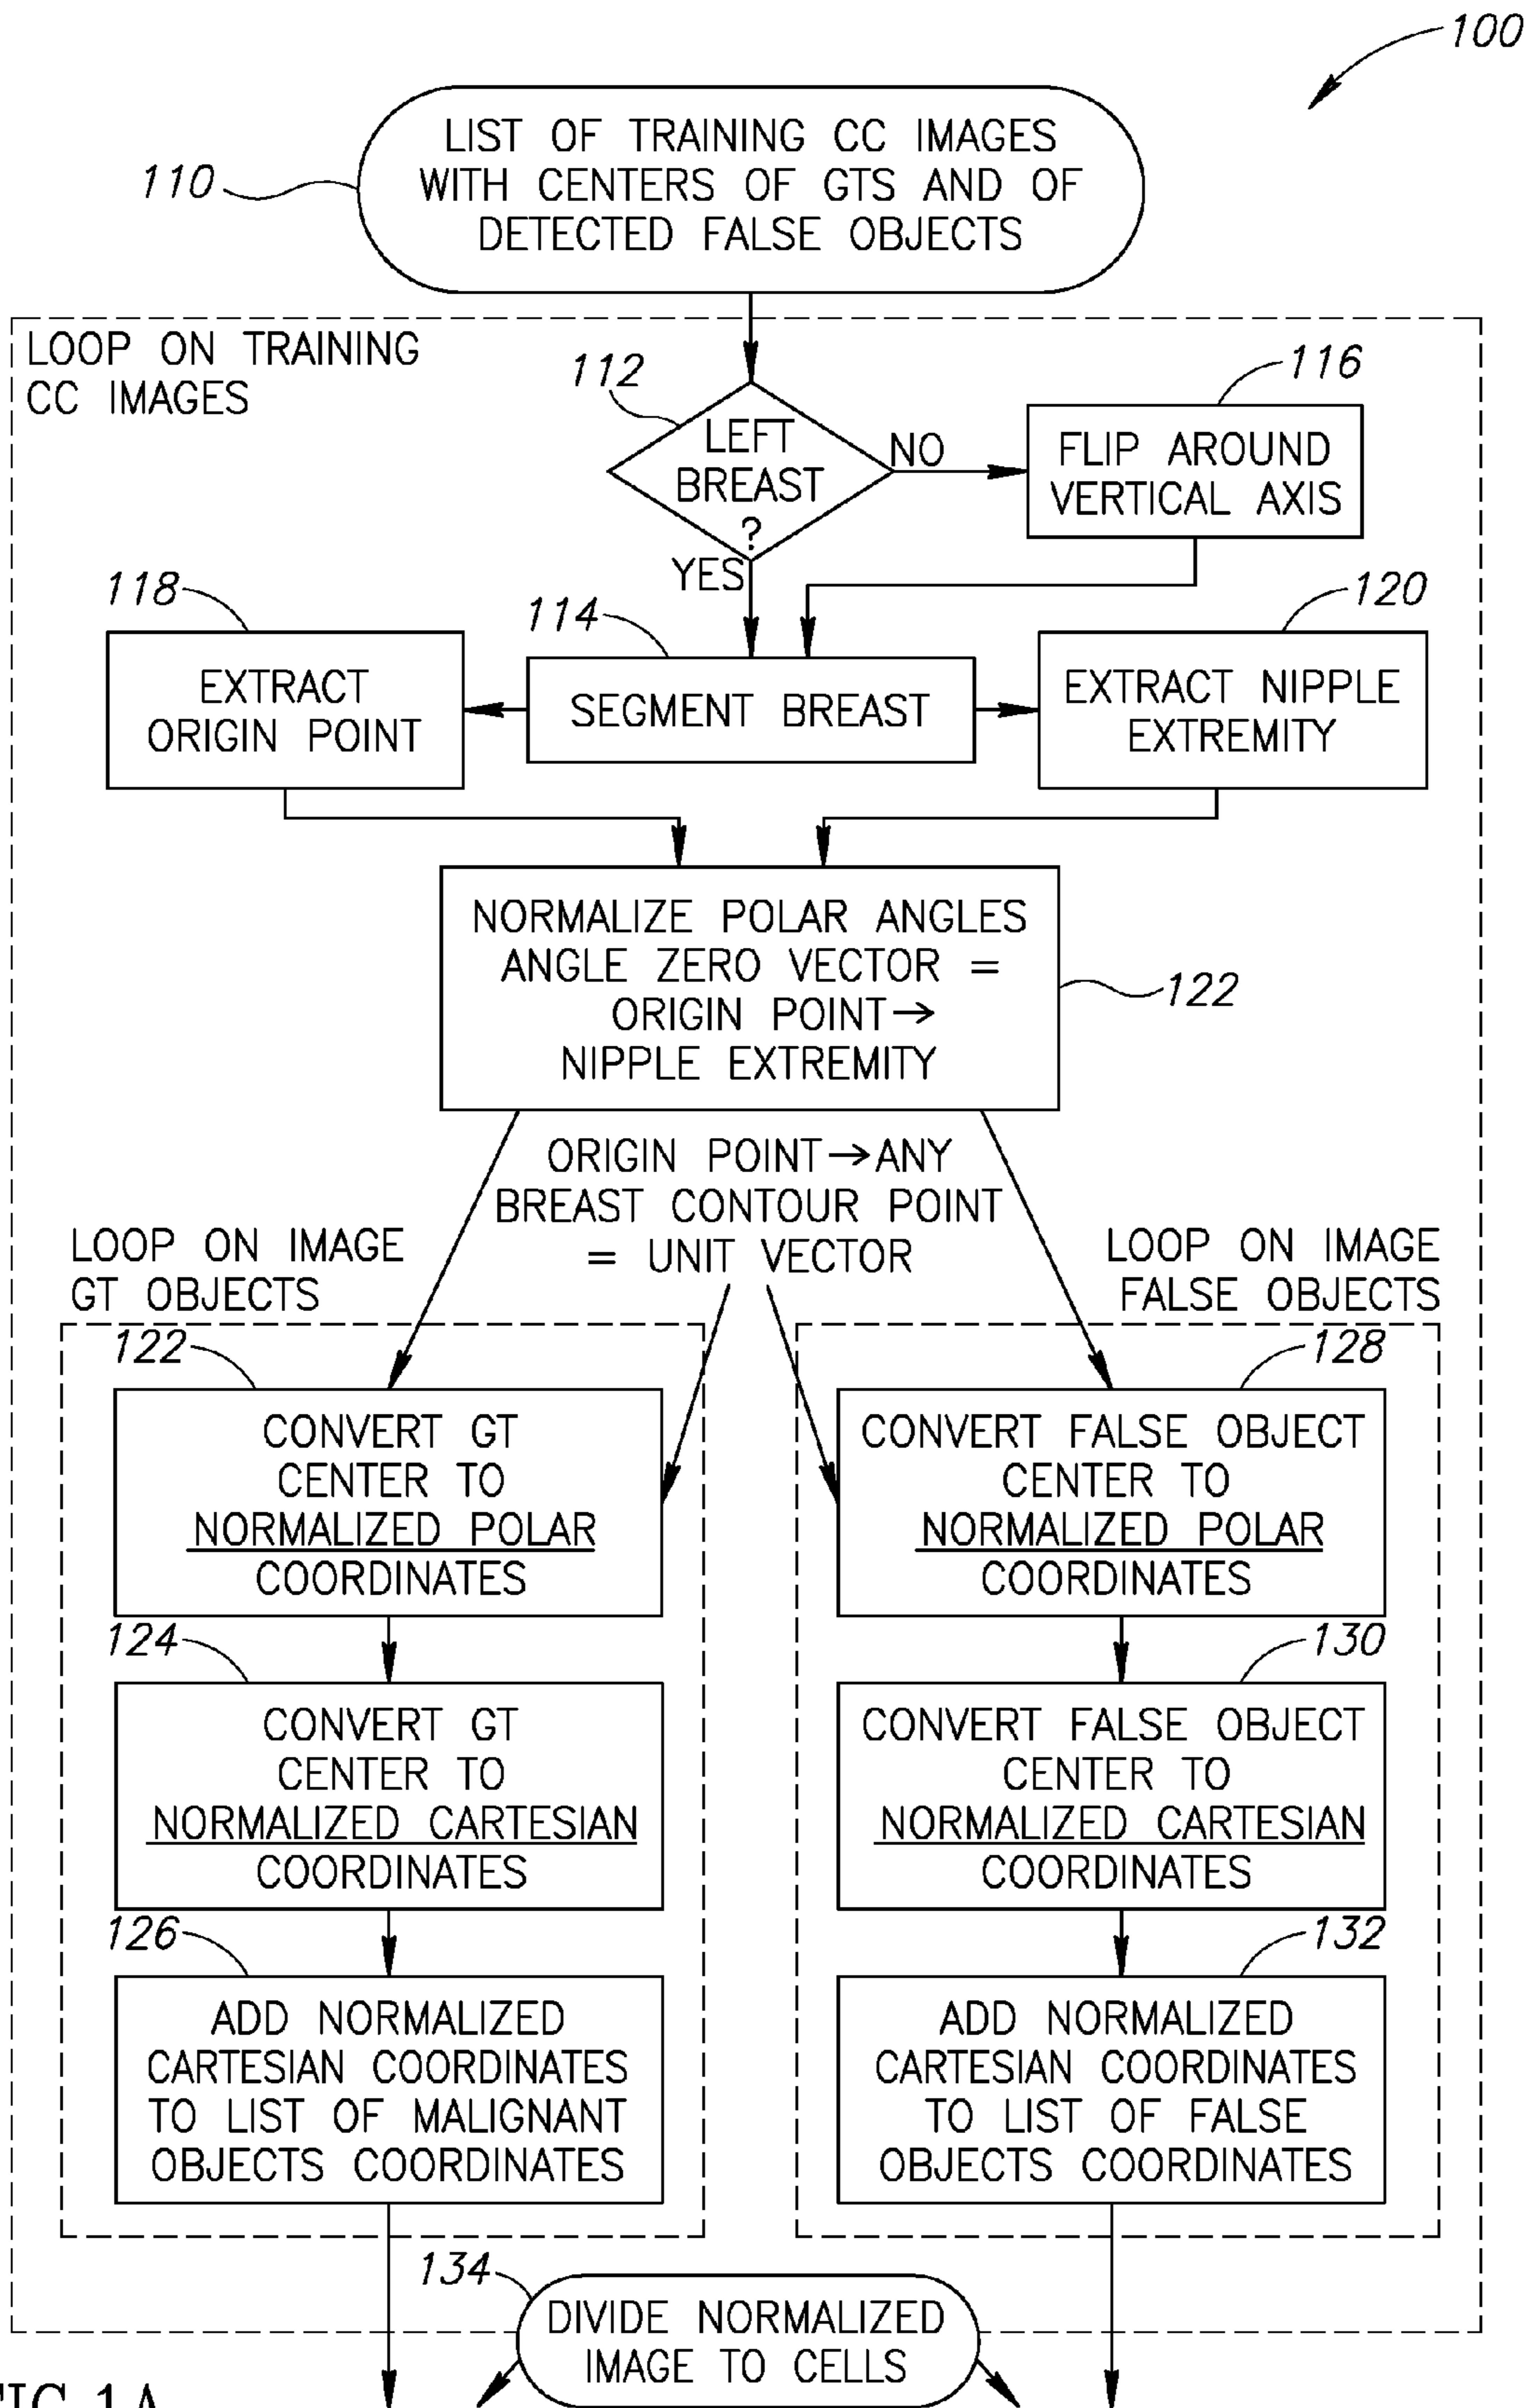 100
LIST OF TRAINING CC IMAGES
WITH CENTERS OF GTS AND OF
DETECTED FALSE OBJECTS
110
LOOP ON TRAINING
CC IMAGES
112
LEFT
BREAST
?
NO
YES
116
FLIP AROUND
VERTICAL AXIS
118
EXTRACT
ORIGIN POINT
114
SEGMENT BREAST
120
EXTRACT NIPPLE
EXTREMITY
NORMALIZE POLAR ANGLES
ANGLE ZERO VECTOR =
ORIGIN POINT→
NIPPLE EXTREMITY
122
ORIGIN POINT→ANY
BREAST CONTOUR POINT
= UNIT VECTOR
LOOP ON IMAGE
GT OBJECTS
122
CONVERT GT
CENTER TO
NORMALIZED POLAR
COORDINATES
124
CONVERT GT
CENTER TO
NORMALIZED CARTESIAN
COORDINATES
126
ADD NORMALIZED
CARTESIAN COORDINATES
TO LIST OF MALIGNANT
OBJECTS COORDINATES
LOOP ON IMAGE
FALSE OBJECTS
128
CONVERT FALSE OBJECT
CENTER TO
NORMALIZED POLAR
COORDINATES
130
CONVERT FALSE OBJECT
CENTER TO
NORMALIZED CARTESIAN
COORDINATES
132
ADD NORMALIZED
CARTESIAN COORDINATES
TO LIST OF FALSE
OBJECTS COORDINATES
134
DIVIDE NORMALIZED
IMAGE TO CELLS
FIG.1A